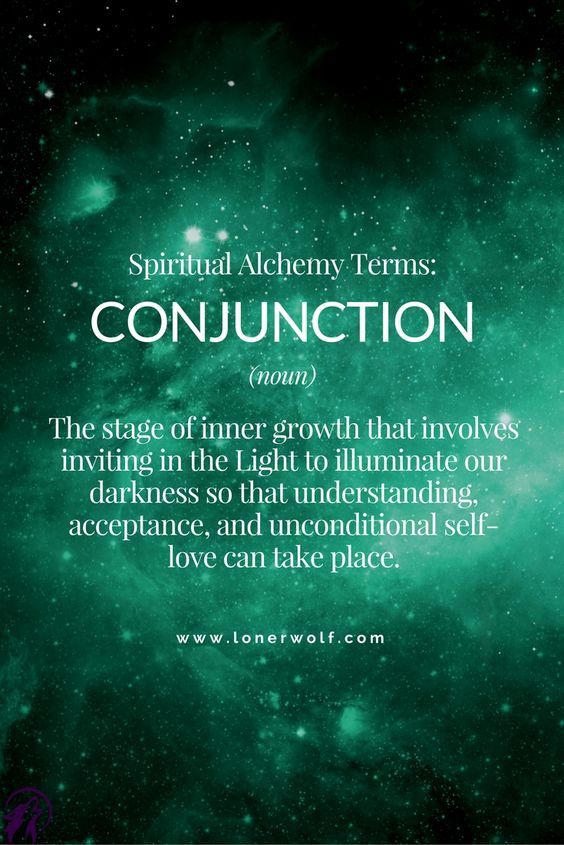 Spiritual Alchemy Terms:
CONJUNCTION
(noun)
The stage of inner growth that involves
inviting in the Light to illuminate our
darkness so that understanding,
acceptance, and unconditional self-
love can take place.
www.lonerwolf.com